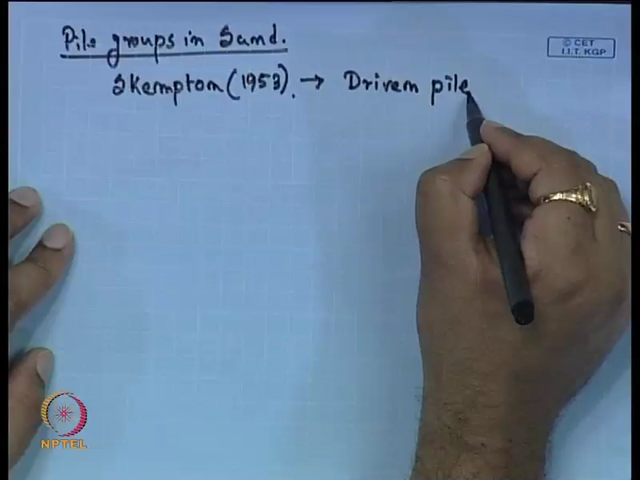 Pile groups in Sand.
© CET
I.I.T. KGP
Skempton (1953). → Driven pile
NPTEL